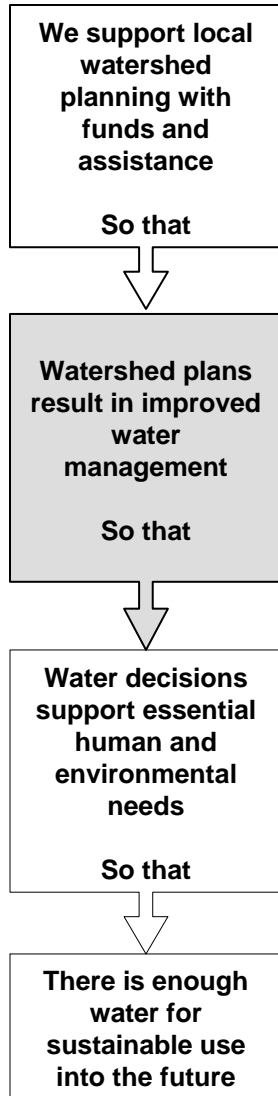 We support local
watershed
planning with
funds and
assistance
So that
Watershed plans
result in improved
water
management
So that
Water decisions
support essential
human and
environmental
needs
So that
There is enough
water for
sustainable use
into the future